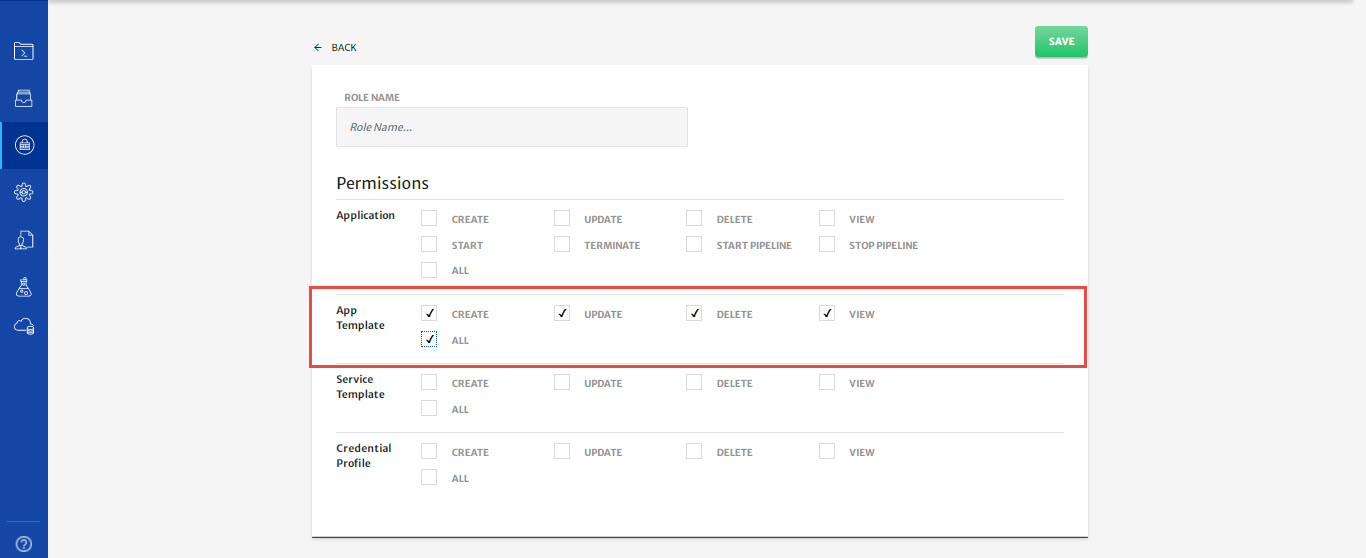 BACK
SAVE
ROLE NAME
Role Name...
Permissions
Application CREATE UPDATE DELETE VIEW
START TERMINATE START PIPELINE STOP PIPELINE
ALL
App Template CREATE UPDATE DELETE VIEW
ALL
Service Template CREATE UPDATE DELETE VIEW
ALL
Credential Profile CREATE UPDATE DELETE VIEW
ALL
?